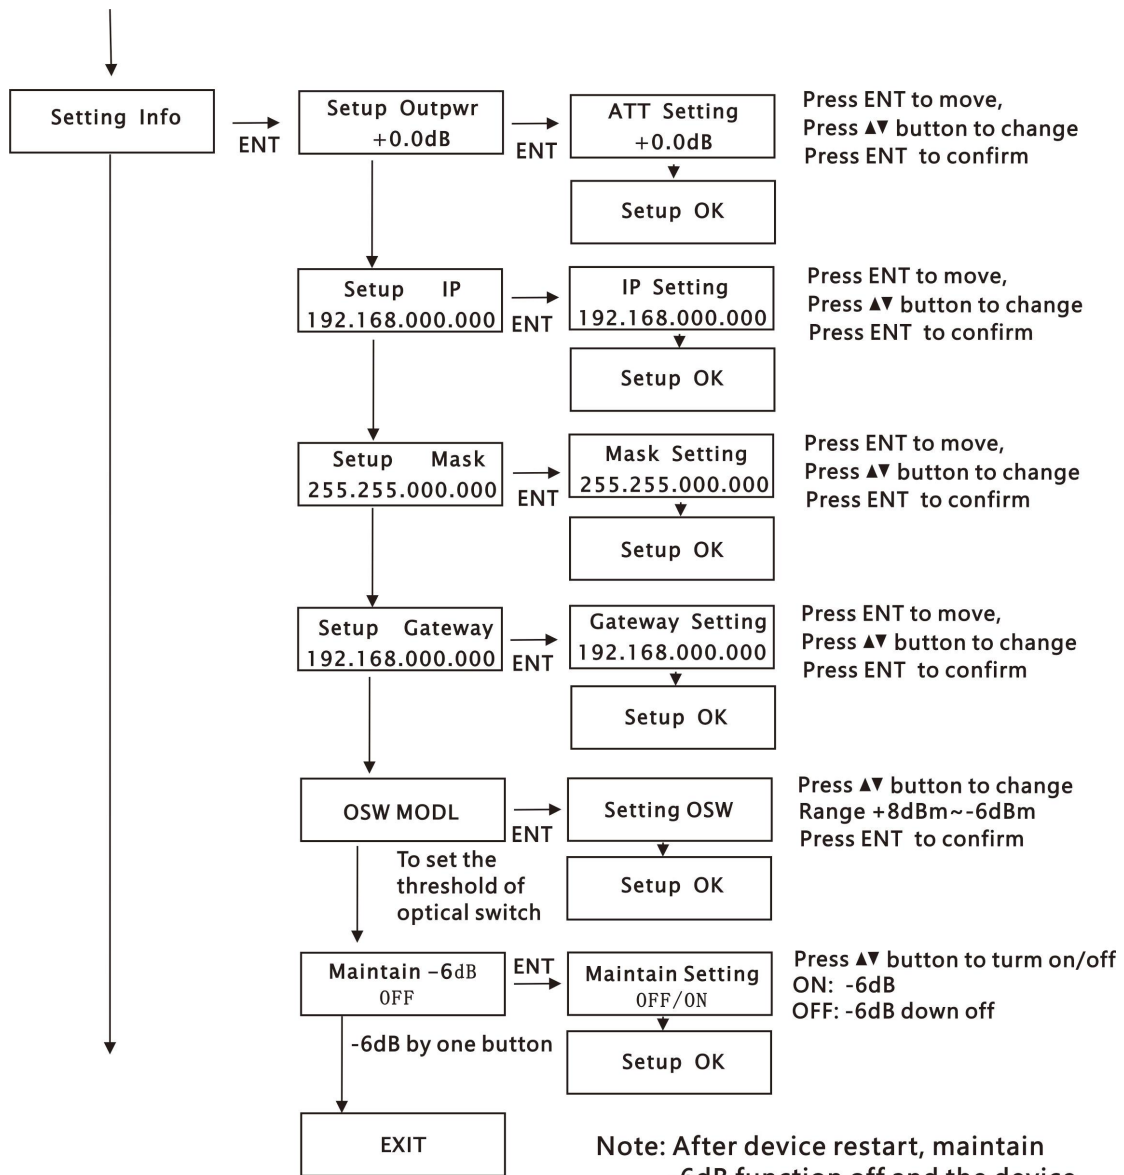 Setting Info
ENT
Setup Outpwr
+0.0dB
ENT
ATT Setting
+0.0dB
Setup OK
Press ENT to move,
Press ▲▼ button to change
Press ENT to confirm
Setup IP
192.168.000.000
ENT
IP Setting
192.168.000.000
Setup OK
Press ENT to move,
Press ▲▼ button to change
Press ENT to confirm
Setup Mask
255.255.000.000
ENT
Mask Setting
255.255.000.000
Setup OK
Press ENT to move,
Press ▲▼ button to change
Press ENT to confirm
Setup Gateway
192.168.000.000
ENT
Gateway Setting
192.168.000.000
Setup OK
Press ENT to move,
Press ▲▼ button to change
Press ENT to confirm
OSW MODL
ENT
To set the
threshold of
optical switch
Setting OSW
Setup OK
Press ▲▼ button to change
Range +8dBm~-6dBm
Press ENT to confirm
Maintain -6dB
OFF
ENT
-6dB by one button
Maintain Setting
OFF/ON
Setup OK
Press ▲▼ button to turm on/off
ON: -6dB
OFF: -6dB down off
EXIT
Note: After device restart, maintain
-6dB function off and the device